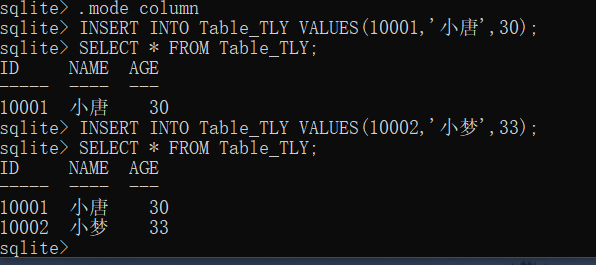 sqlite> .mode column
sqlite> INSERT INTO Table_TLY VALUES(10001,'小唐',30);
sqlite> SELECT * FROM Table_TLY;
ID     NAME  AGE
-----  ----  ---
10001  小唐    30
sqlite> INSERT INTO Table_TLY VALUES(10002,'小梦',33);
sqlite> SELECT * FROM Table_TLY;
ID     NAME  AGE
-----  ----  ---
10001  小唐    30
10002  小梦    33
sqlite>